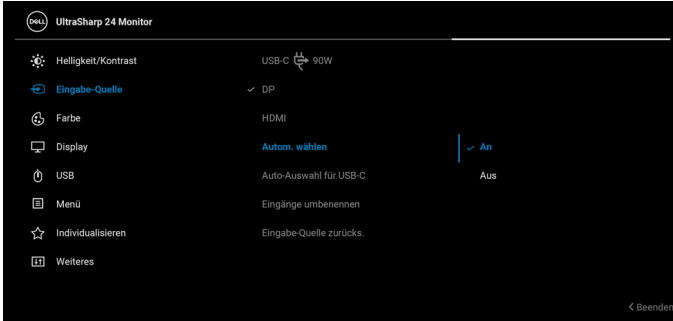 DELL UltraSharp 24 Monitor
Helligkeit/Kontrast USB-C 90W
Eingabe-Quelle DP
Farbe HDMI
Display Autom. wählen An
USB Auto-Auswahl für USB-C Aus
Menü Eingänge umbenennen
Individualisieren Eingabe-Quelle zurücks.
Weiteres
Beenden